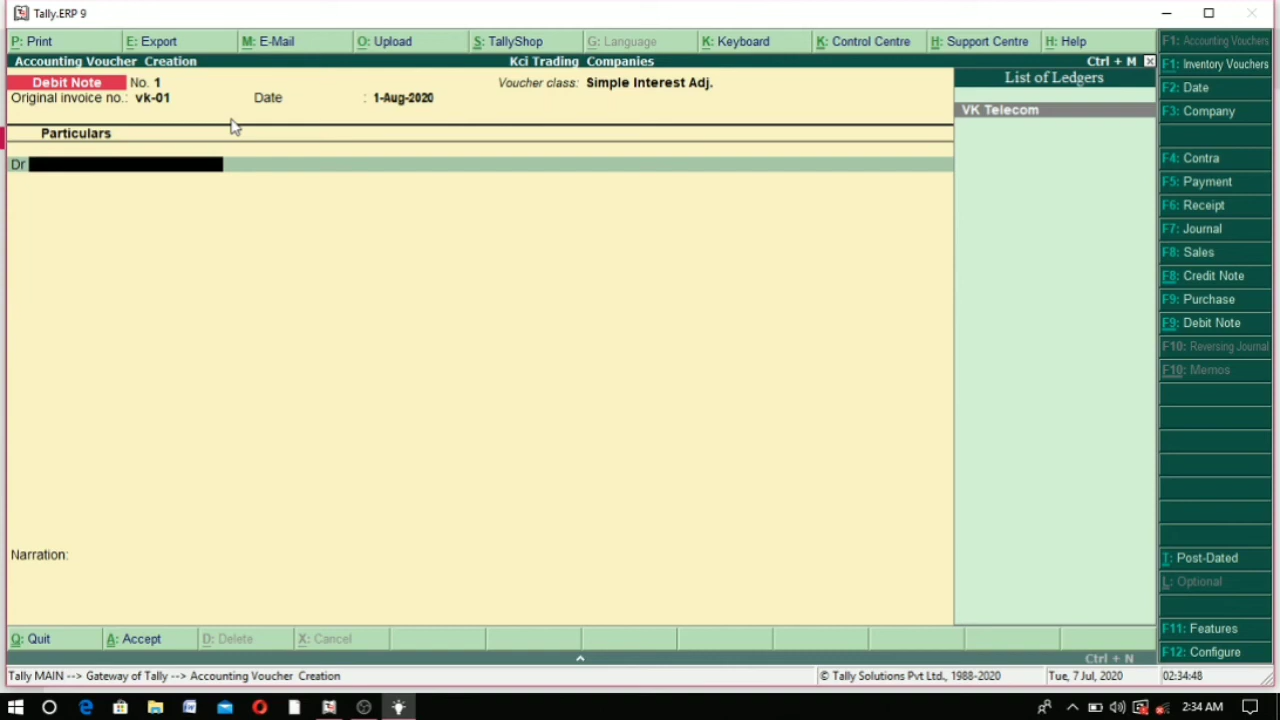 Tally.ERP 9
P: Print E: Export M: E-Mail O: Upload S: TallyShop G: Language K: Keyboard K: Control Centre H: Support Centre H: Help
Accounting Voucher Creation Kci Trading Companies Ctrl + M
Debit Note No. 1 Voucher class: Simple Interest Adj.
Original invoice no.: vk-01 Date : 1-Aug-2020
Particulars
Dr
Narration:
List of Ledgers
VK Telecom
F1: Accounting Vouchers
F1: Inventory Vouchers
F2: Date
F3: Company
F4: Contra
F5: Payment
F6: Receipt
F7: Journal
F8: Sales
F8: Credit Note
F9: Purchase
F9: Debit Note
F10: Reversing Journal
F10: Memos
T: Post-Dated
L: Optional
F11: Features
F12: Configure
Q: Quit A: Accept D: Delete X: Cancel
Ctrl + N
Tally MAIN --> Gateway of Tally --> Accounting Voucher Creation © Tally Solutions Pvt Ltd., 1988-2020 Tue, 7 Jul, 2020 02:34:48
2:34 AM